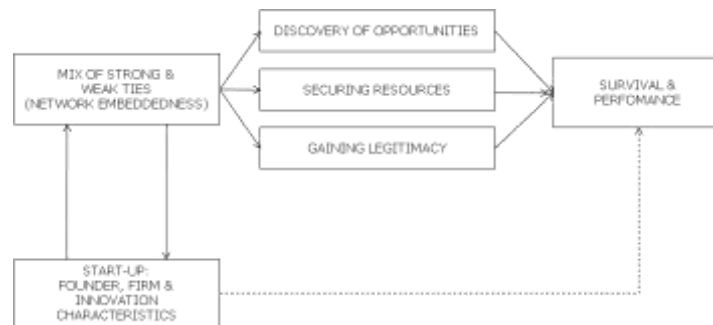 DISCOVERY OF OPPORTUNITIES
MIX OF STRONG &
WEAK TIES
(NETWORK EMBEDDEDNESS)
SECURING RESOURCES
SURVIVAL &
PERFOMANCE
GAINING LEGITIMACY
START-UP:
FOUNDER, FIRM &
INNOVATION
CHARACTERISTICS